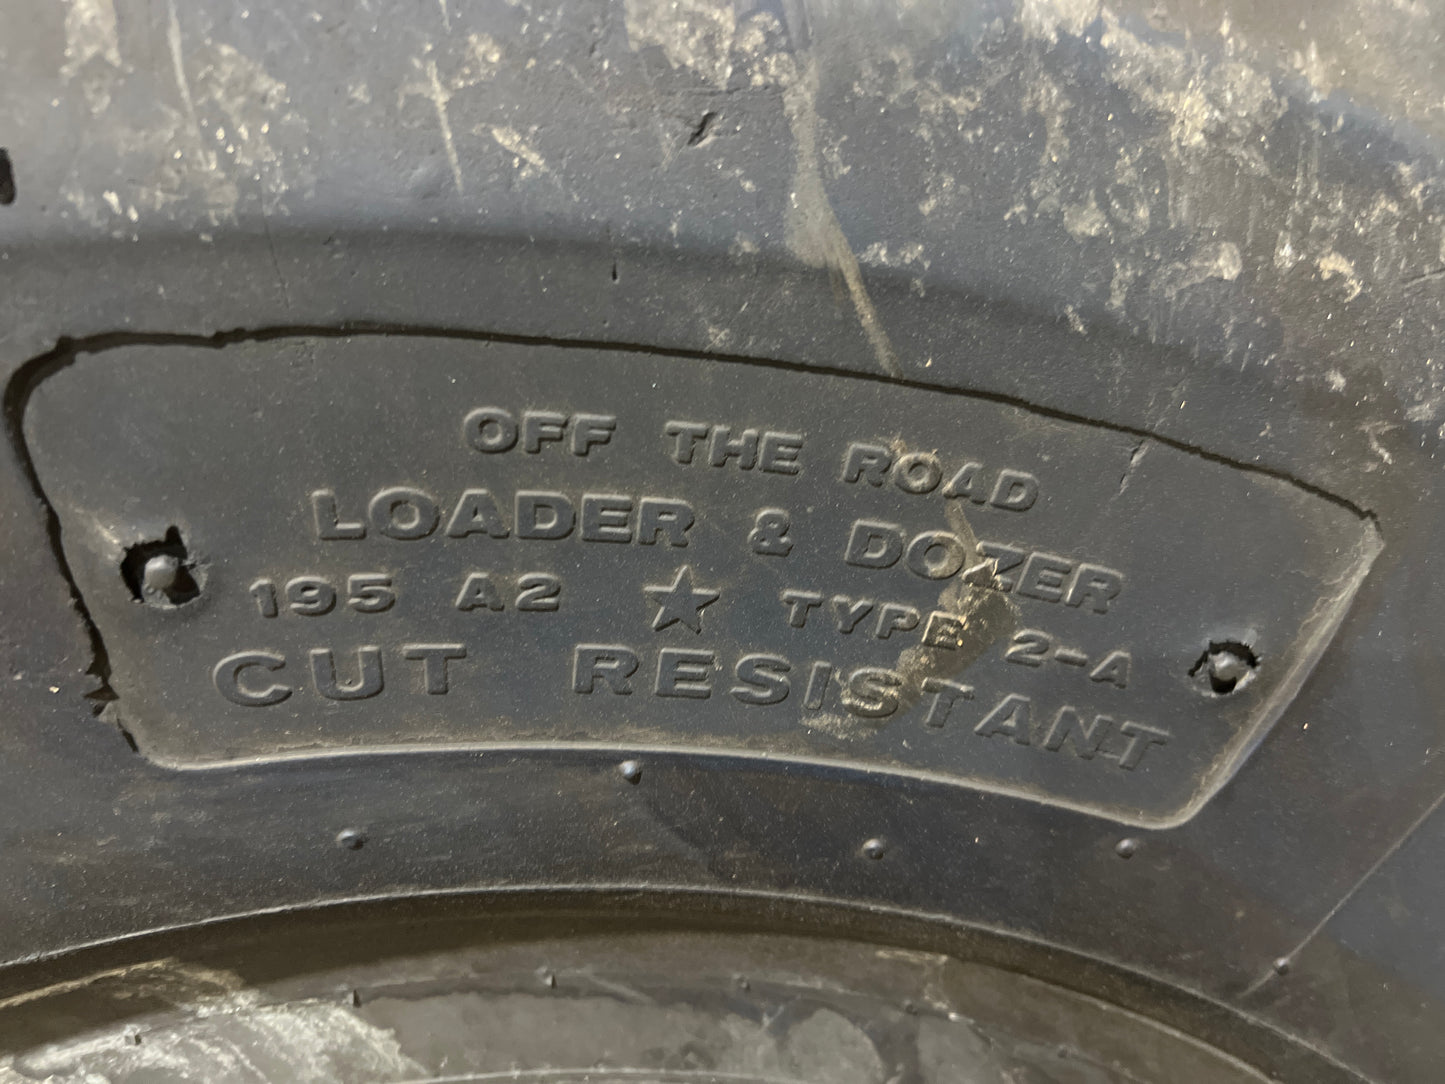 OFF THE ROAD
LOADER & DOZER
195 A2 ★ TYPE 2-A
CUT RESISTANT